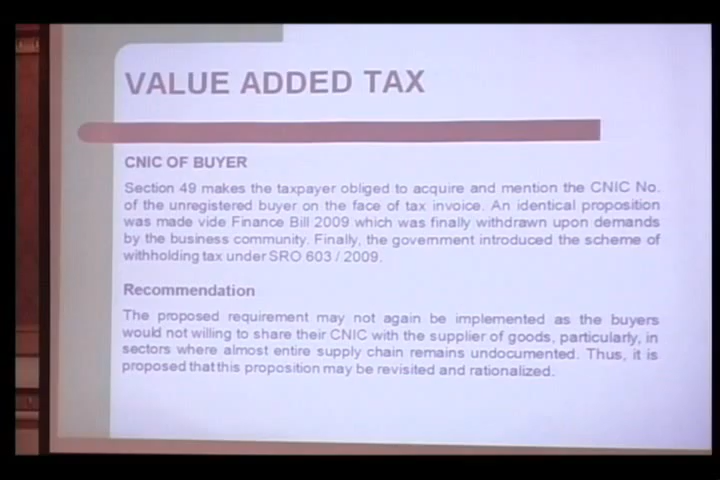 VALUE ADDED TAX
CNIC OF BUYER
Section 49 makes the taxpayer obliged to acquire and mention the CNIC No.
of the unregistered buyer on the face of tax invoice. An identical proposition
was made vide Finance Bill 2009 which was finally withdrawn upon demands
by the business community. Finally, the government introduced the scheme of
withholding tax under SRO 603 / 2009.
Recommendation
The proposed requirement may not again be implemented as the buyers
would not willing to share their CNIC with the supplier of goods, particularly, in
sectors where almost entire supply chain remains undocumented. Thus, it is
proposed that this proposition may be revisited and rationalized.